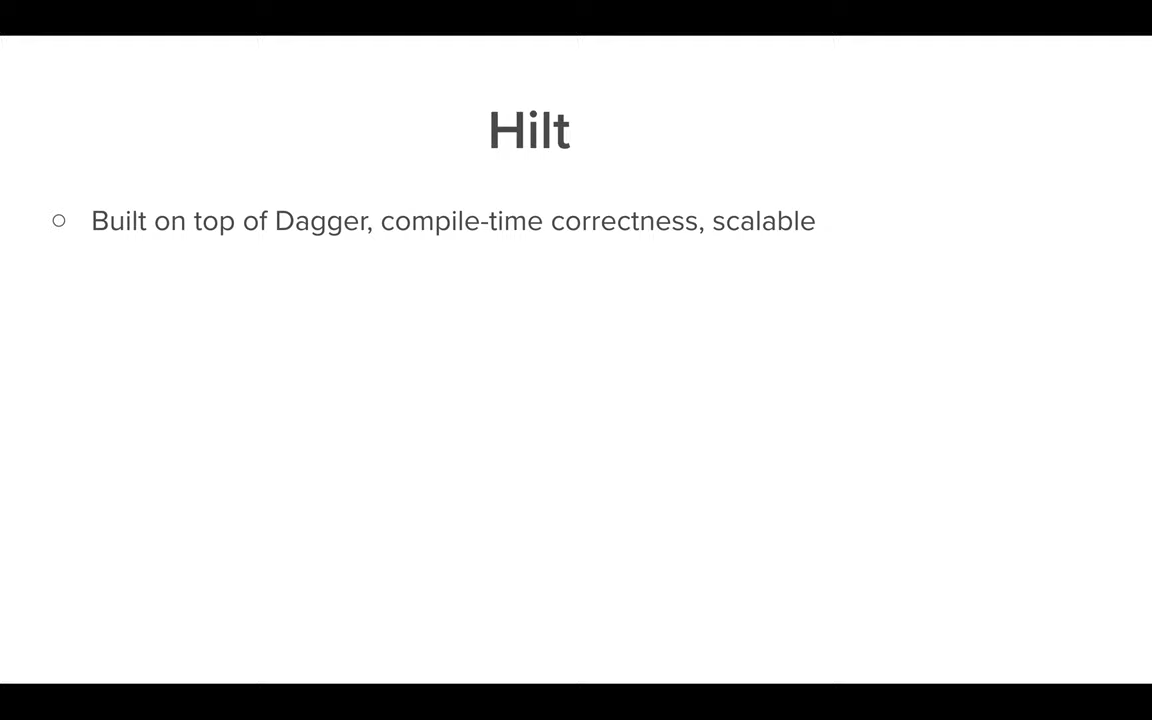 Hilt
○ Built on top of Dagger, compile-time correctness, scalable